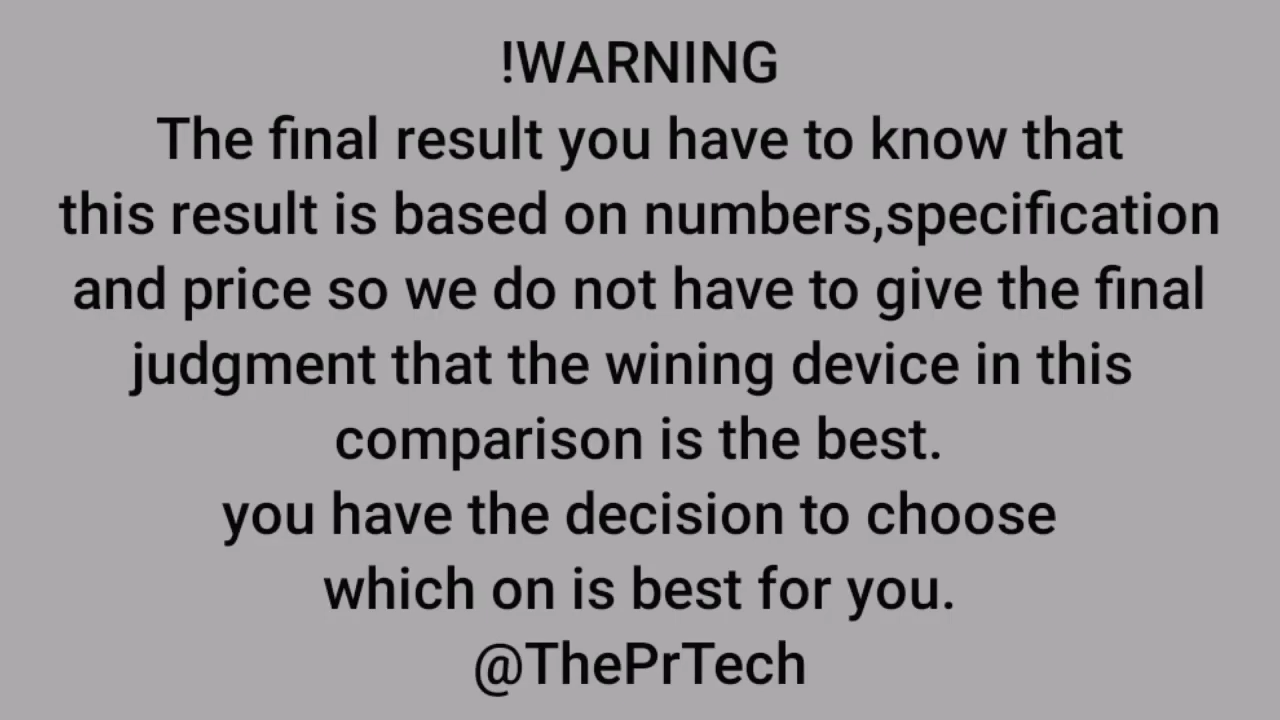 !WARNING
The final result you have to know that
this result is based on numbers,specification
and price so we do not have to give the final
judgment that the wining device in this
comparison is the best.
you have the decision to choose
which on is best for you.
@ThePrTech